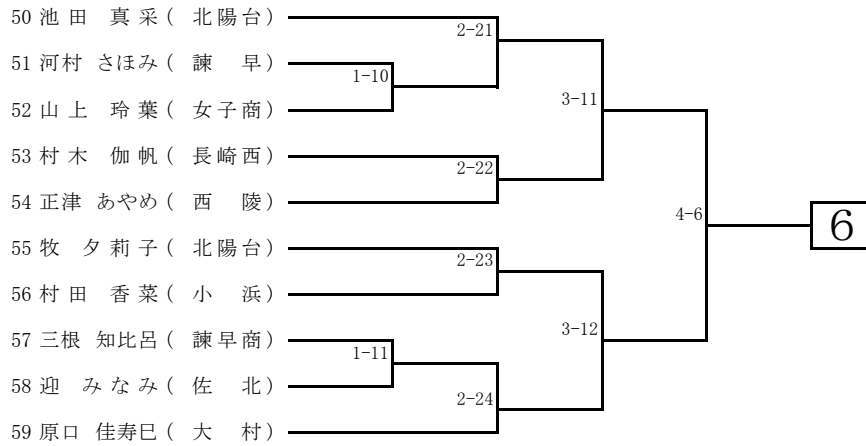 50 池田 真采( 北陽台)
2-21
51 河村 さほみ( 諫 早)
1-10
3-11
52 山上 玲葉( 女子商)
53 村木 伽帆( 長崎西)
2-22
54 正津 あやめ( 西 陵)
4-6
6
55 牧 夕莉子( 北陽台)
2-23
56 村田 香菜( 小 浜)
3-12
57 三根 知比呂( 諫早商)
1-11
58 迎 みなみ( 佐 北)
2-24
59 原口 佳寿巳( 大 村)